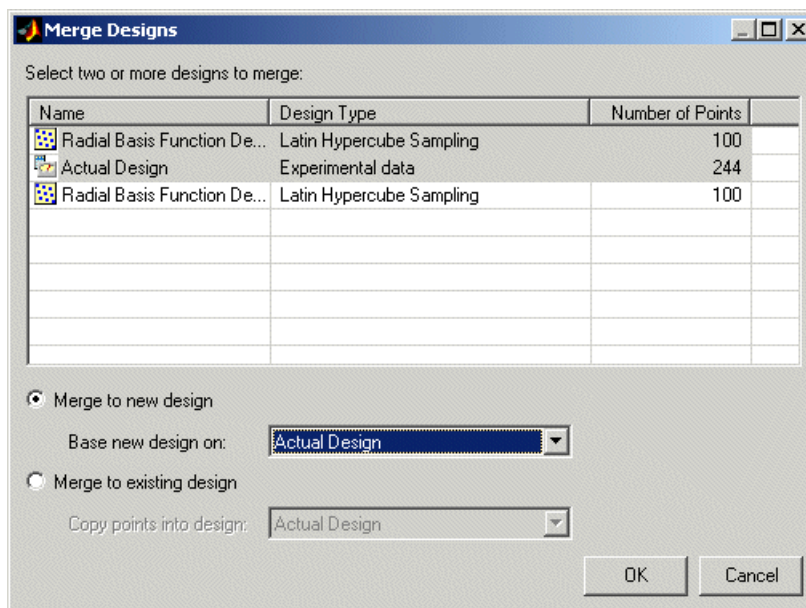 Merge Designs
Select two or more designs to merge:
Name Design Type Number of Points
Radial Basis Function De... Latin Hypercube Sampling 100
Actual Design Experimental data 244
Radial Basis Function De... Latin Hypercube Sampling 100
Merge to new design
Base new design on: Actual Design
Merge to existing design
Copy points into design: Actual Design
OK Cancel